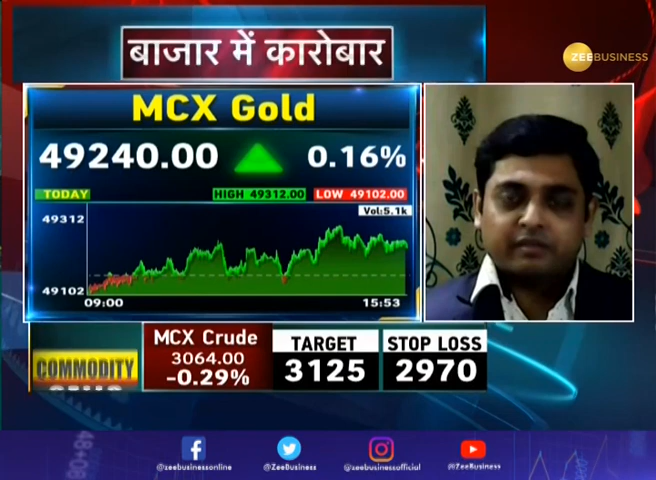 बाजार में कारोबार
ZEEBUSINESS
MCX Gold
49240.00 0.16%
TODAY HIGH 49312.00 LOW 49102.00
Vol:5.1k
49312
49102
09:00 15:53
COMMODITY
MCX Crude
3064.00
-0.29%
TARGET
3125
STOP LOSS
2970
@zeebusinessonline @ZeeBusiness @zeebusinessofficial @ZeeBusiness